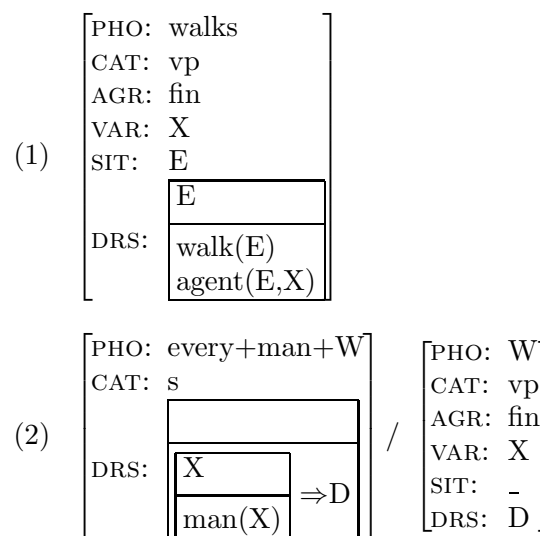 PHO: walks
CAT: vp
AGR: fin
VAR: X
(1) SIT: E
E
DRS: walk(E)
agent(E,X)
PHO: every+man+W
CAT: s
(2) DRS: X
man(X)
⇒D
/
PHO: W
CAT: vp
AGR: fin
VAR: X
SIT: _
DRS: D